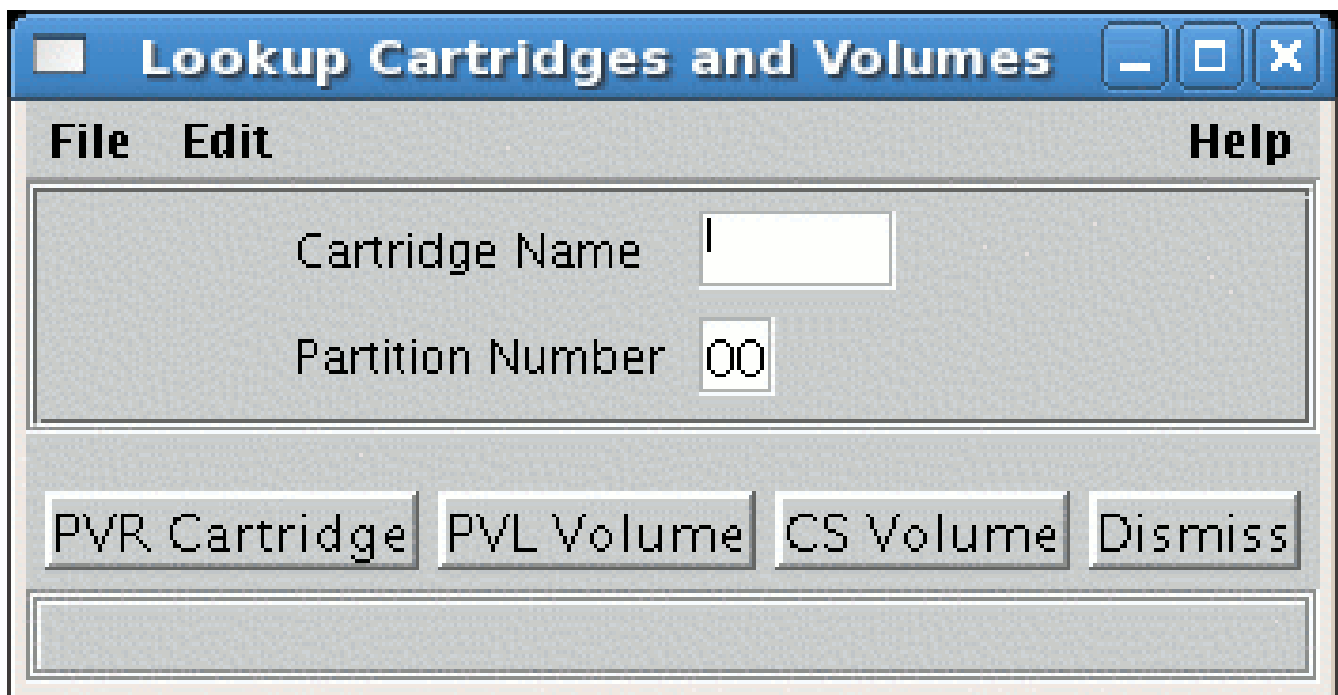 Lookup Cartridges and Volumes
File Edit Help
Cartridge Name
Partition Number 00
PVR Cartridge PVL Volume CS Volume Dismiss